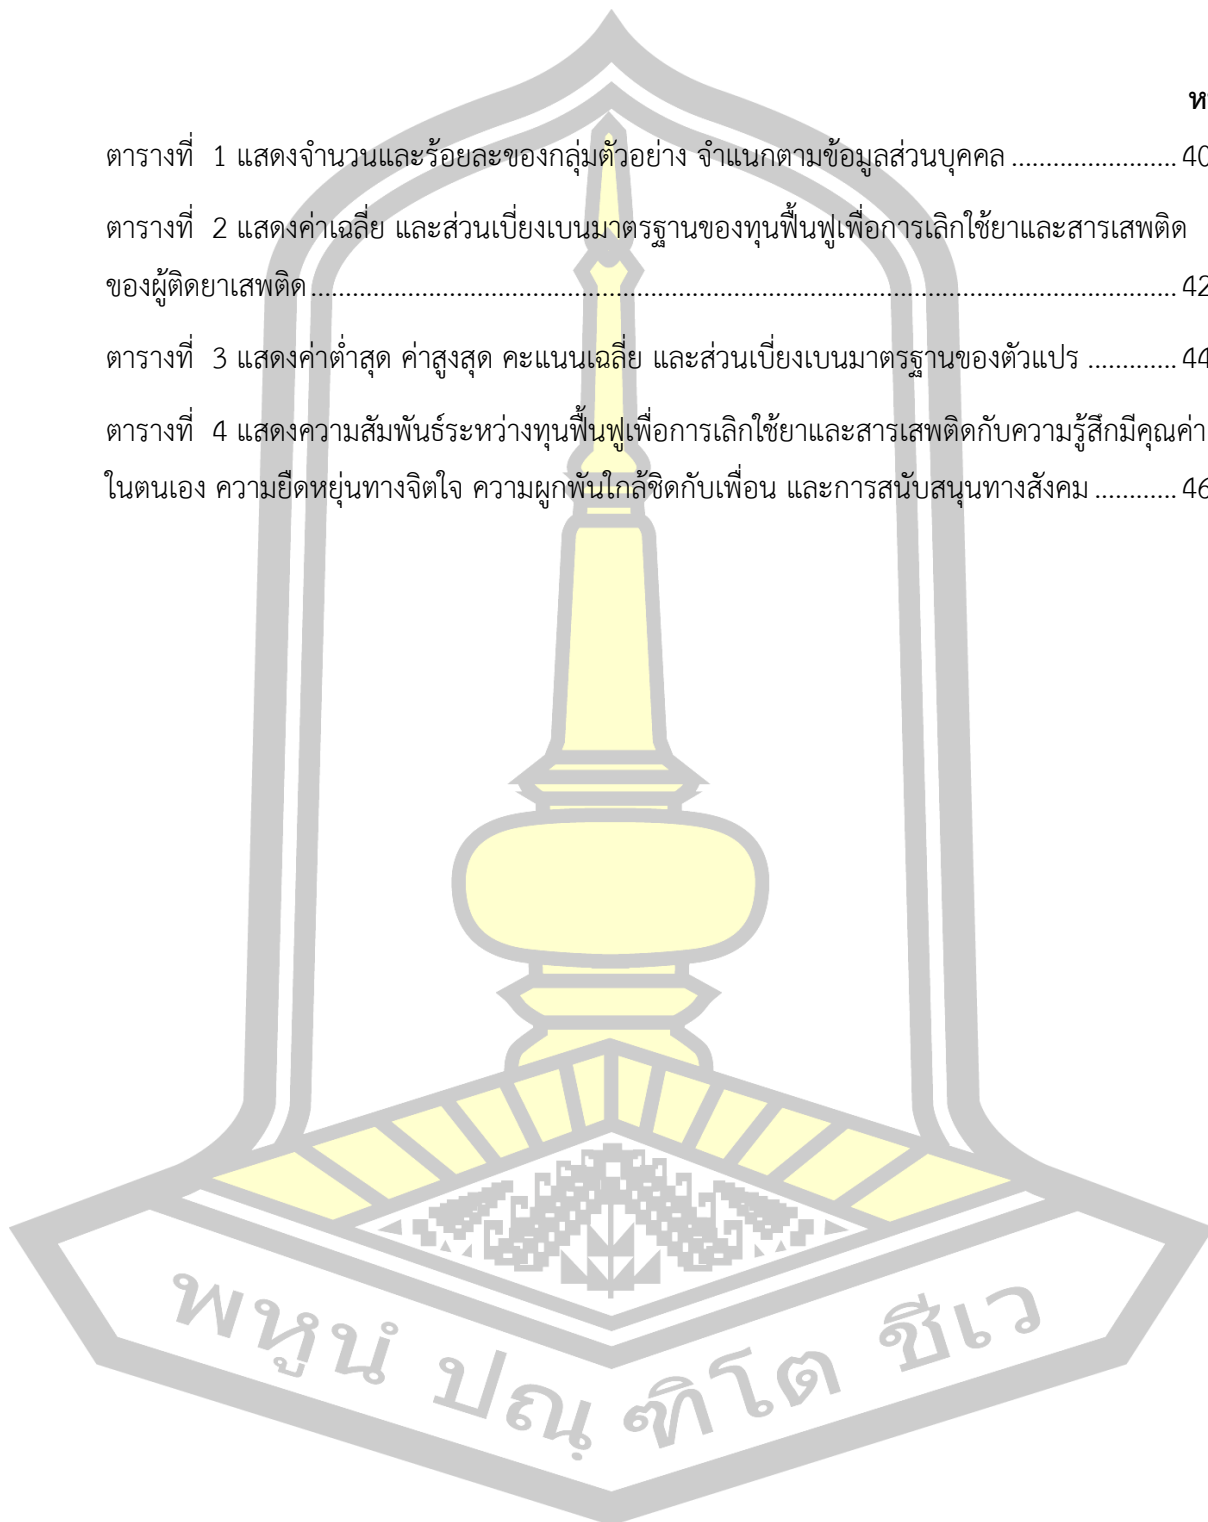 ตารางที่  1 แสดงจำนวนและร้อยละของกลุ่มตัวอย่าง จำแนกตามข้อมูลส่วนบุคคล ........................ 40
ตารางที่  2 แสดงค่าเฉลี่ย และส่วนเบี่ยงเบนมาตรฐานของทุนฟื้นฟูเพื่อการเลิกใช้ยาและสารเสพติด
ของผู้ติดยาเสพติด ............................................................................................................................. 42
ตารางที่  3 แสดงค่าต่ำสุด ค่าสูงสุด คะแนนเฉลี่ย และส่วนเบี่ยงเบนมาตรฐานของตัวแปร ............. 44
ตารางที่  4 แสดงความสัมพันธ์ระหว่างทุนฟื้นฟูเพื่อการเลิกใช้ยาและสารเสพติดกับความรู้สึกมีคุณค่า
ในตนเอง ความยืดหยุ่นทางจิตใจ ความผูกพันใกล้ชิดกับเพื่อน และการสนับสนุนทางสังคม ............ 46
พหูนํ ปณฺ ฑิโต ชีเว